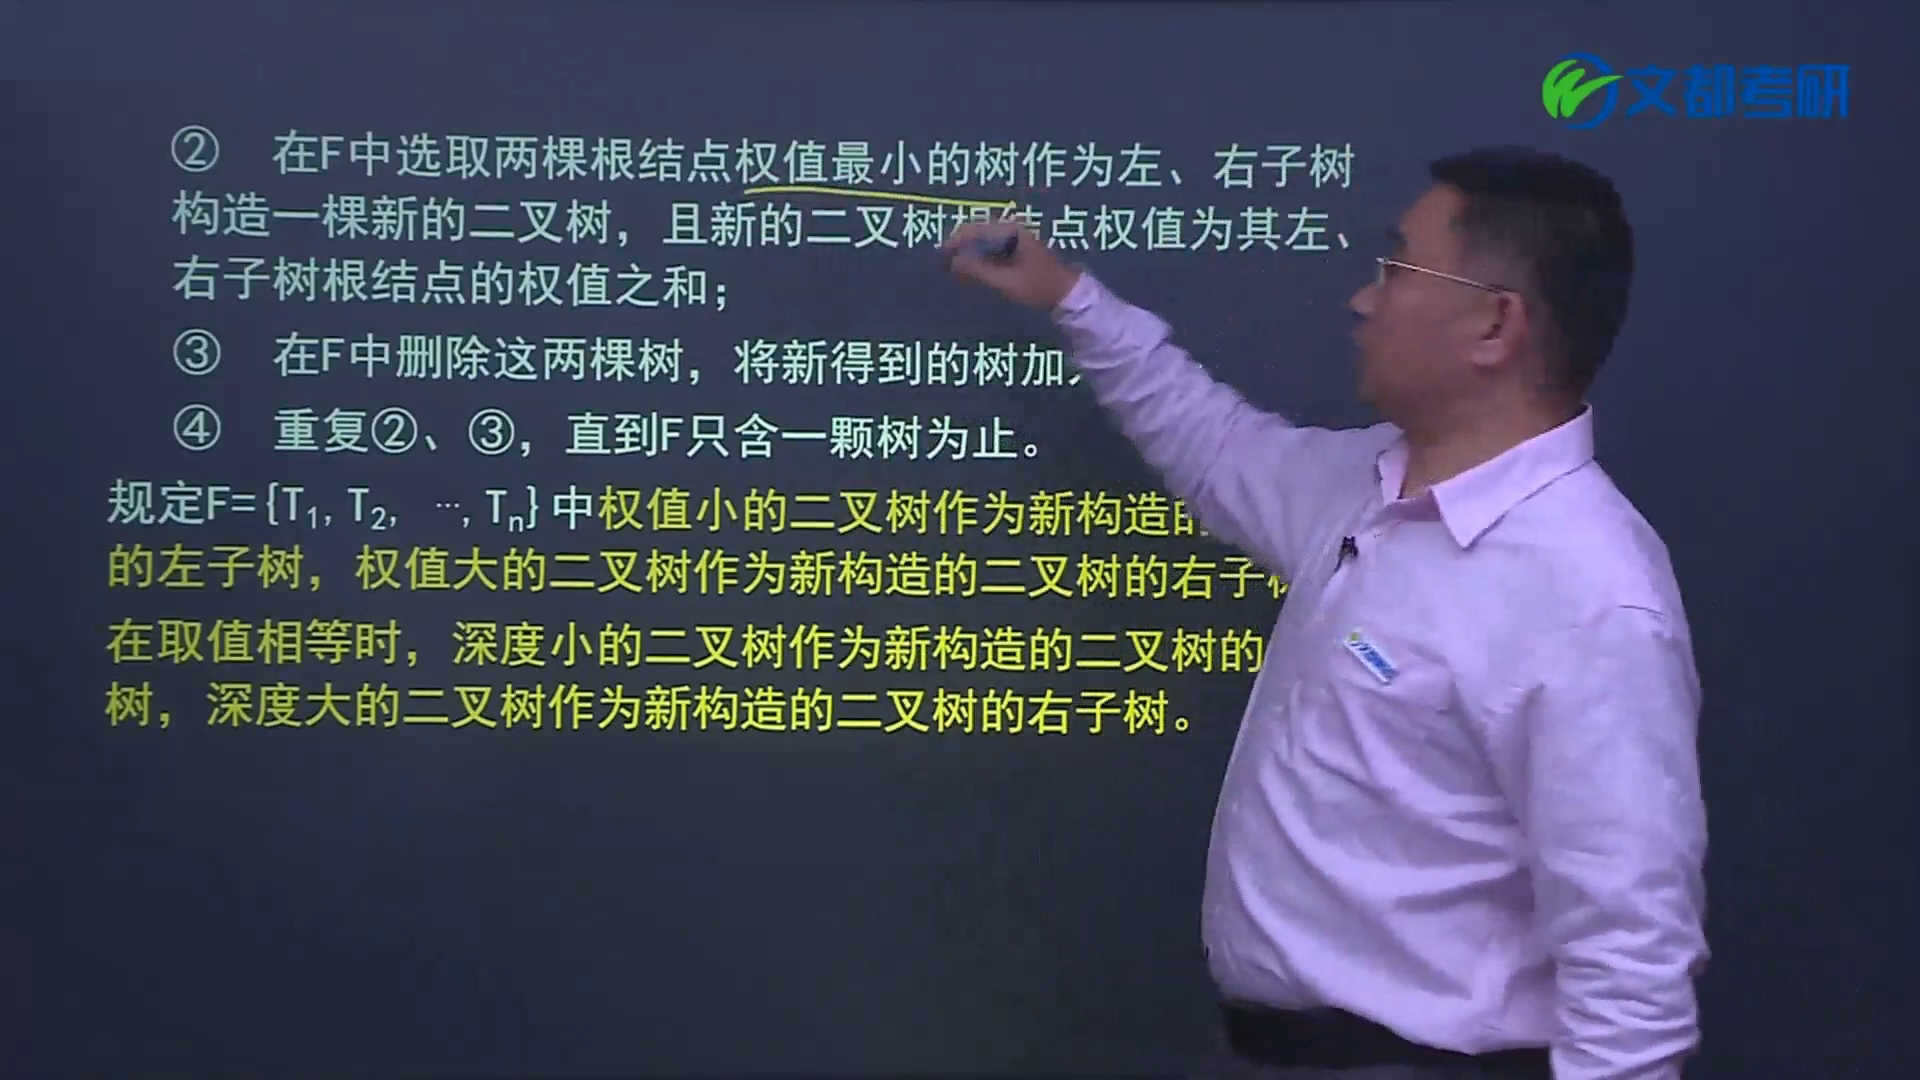 文都考研
② 在F中选取两棵根结点权值最小的树作为左、右子树
构造一棵新的二叉树，且新的二叉树根结点权值为其左、
右子树根结点的权值之和；
③ 在F中删除这两棵树，将新得到的树加
④ 重复②、③，直到F只含一颗树为止。
规定F={T1,T2, …,Tn}中权值小的二叉树作为新构造的
的左子树，权值大的二叉树作为新构造的二叉树的右子
在取值相等时，深度小的二叉树作为新构造的二叉树的
树，深度大的二叉树作为新构造的二叉树的右子树。